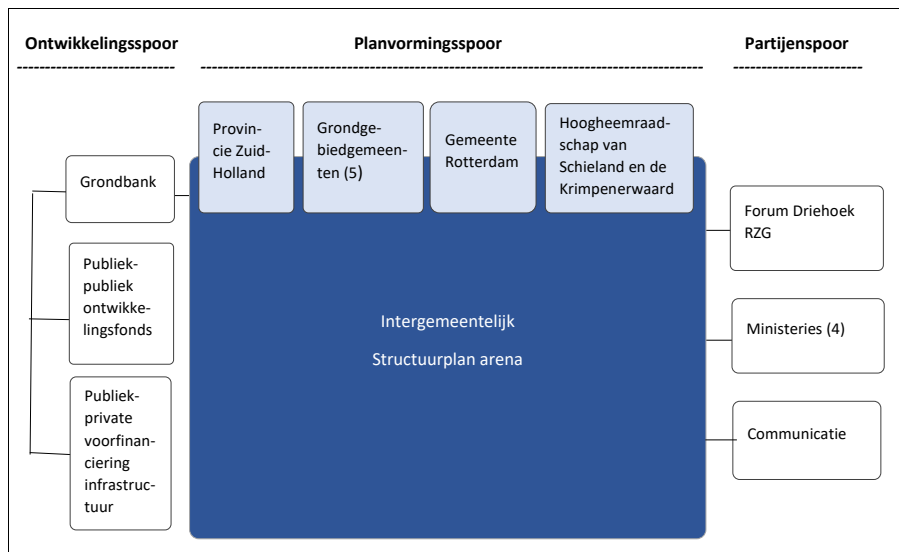 Ontwikkelingsspoor
Planvormingsspoor
Partijenspoor
Provin-
cie Zuid-
Holland
Grondge-
biedgemeen-
ten (5)
Gemeente
Rotterdam
Hoogheemraad-
schap van
Schieland en de
Krimpenerwaard
Grondbank
Publiek-
publiek
ontwikke-
lingsfonds
Publiek-
private
voorfinan-
ciering
infrastruc-
tuur
Intergemeentelijk
Structuurplan arena
Forum Driehoek
RZG
Ministeries (4)
Communicatie